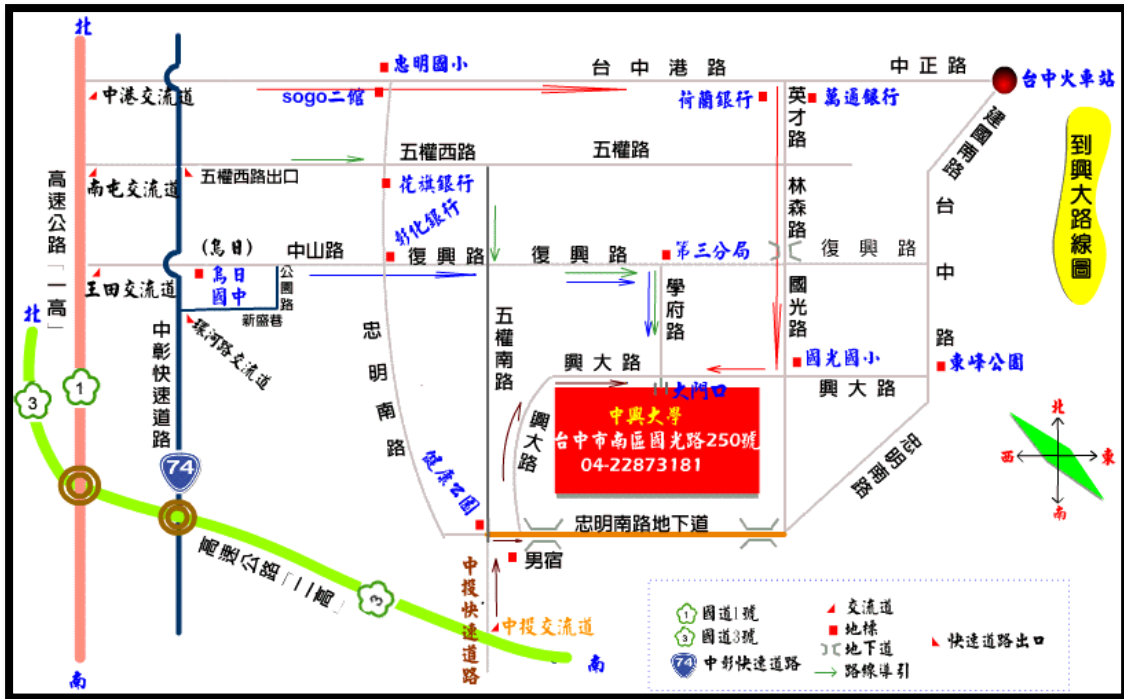 北
忠明國小
台中港路
中正路
中港交流道
sogo二館
荷蘭銀行
英才路
萬通銀行
台中火車站
建國南路
到興大路線圖
五權西路
五權路
高速公路「一高」
南屯交流道
五權西路出口
花旗銀行
彰化銀行
林森路
台中路
(烏日)
中山路
復興路
復興路
第三分局
復興路
王田交流道
烏日
國中
公園路
新盛巷
學府路
國光路
北
環河路交流道
中彰快速道路
忠明南路
五權南路
興大路
國光國小
興大路
東峰公園
大門口
1
3
中興大學
台中市南區國光路250號
04-22873181
興大路
忠明南路
北
西
東
南
74
健康公園
忠明南路地下道
男宿
高速公路「二高」
3
中投快速道路
中投交流道
南
南
1
國道1號
3
國道3號
74
中彰快速道路
交流道
地標
地下道
路線導引
快速道路出口